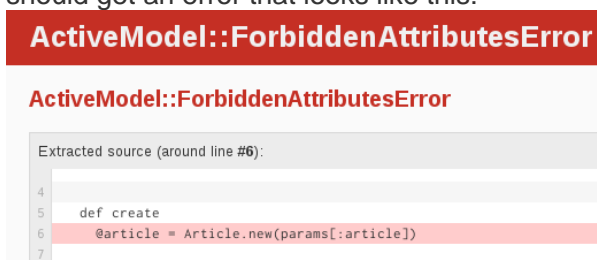 should get an error that looks like this:
ActiveModel::ForbiddenAttributesError
ActiveModel::ForbiddenAttributesError
Extracted source (around line #6):
4
5 def create
6 @article = Article.new(params[:article])
7